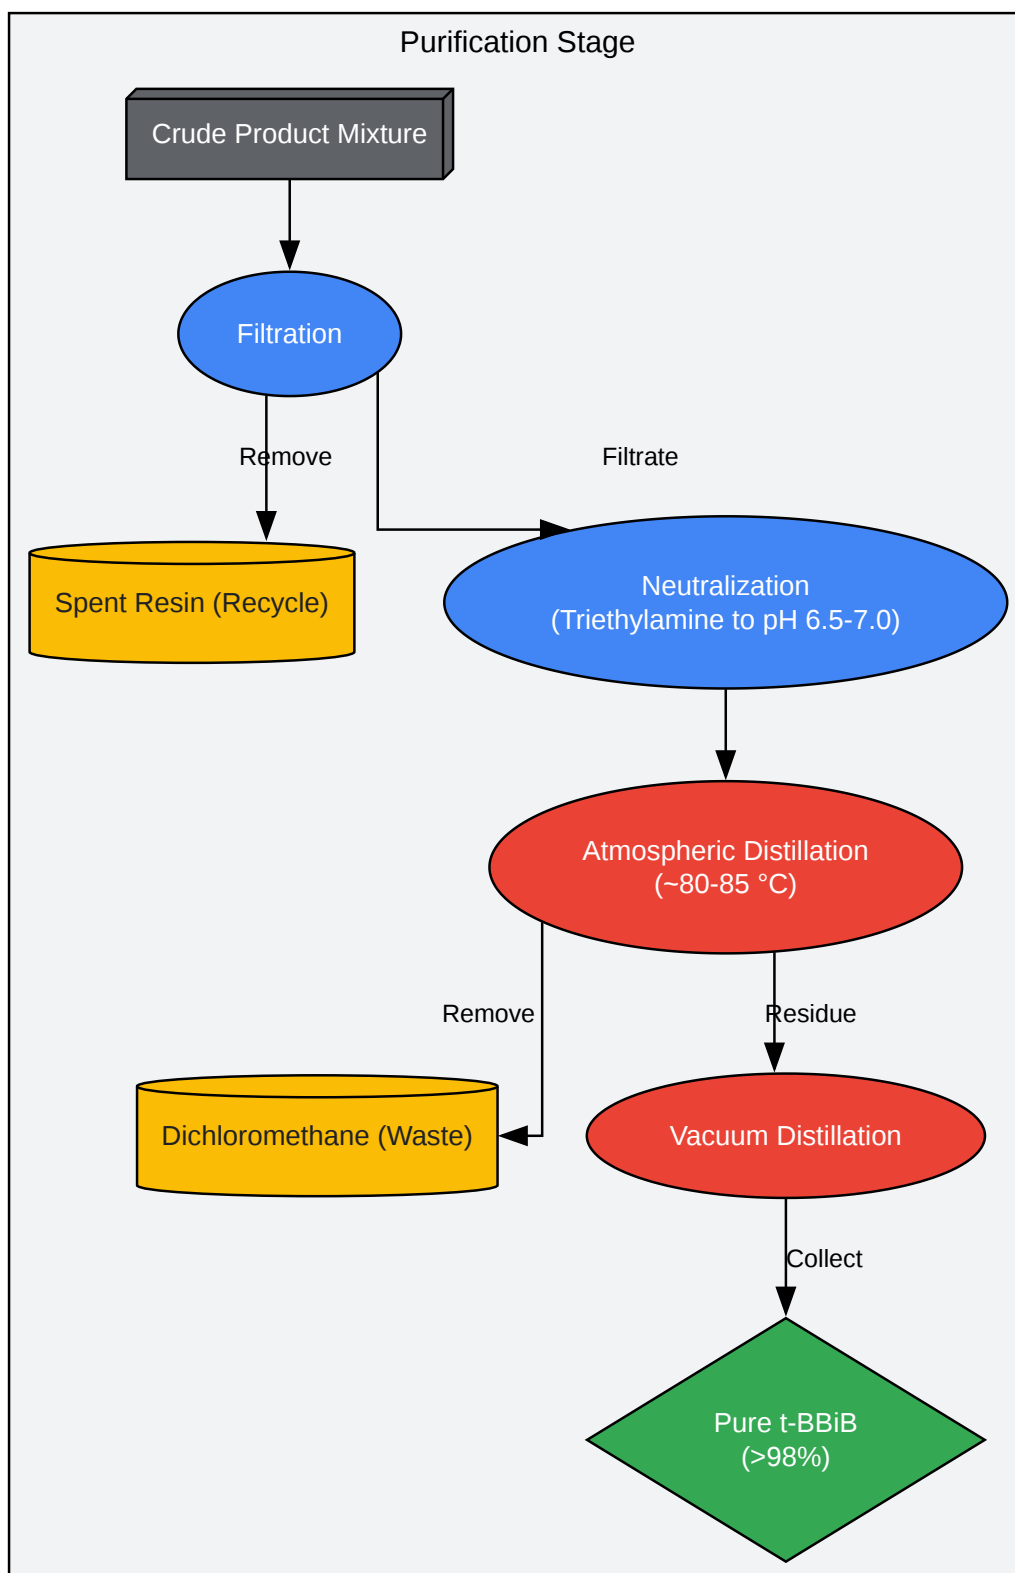 Purification Stage
Crude Product Mixture
Filtration
Remove
Filtrate
Spent Resin (Recycle)
Neutralization
(Triethylamine to pH 6.5-7.0)
Atmospheric Distillation
(~80-85 °C)
Remove
Residue
Dichloromethane (Waste)
Vacuum Distillation
Collect
Pure t-BBiB
(>98%)